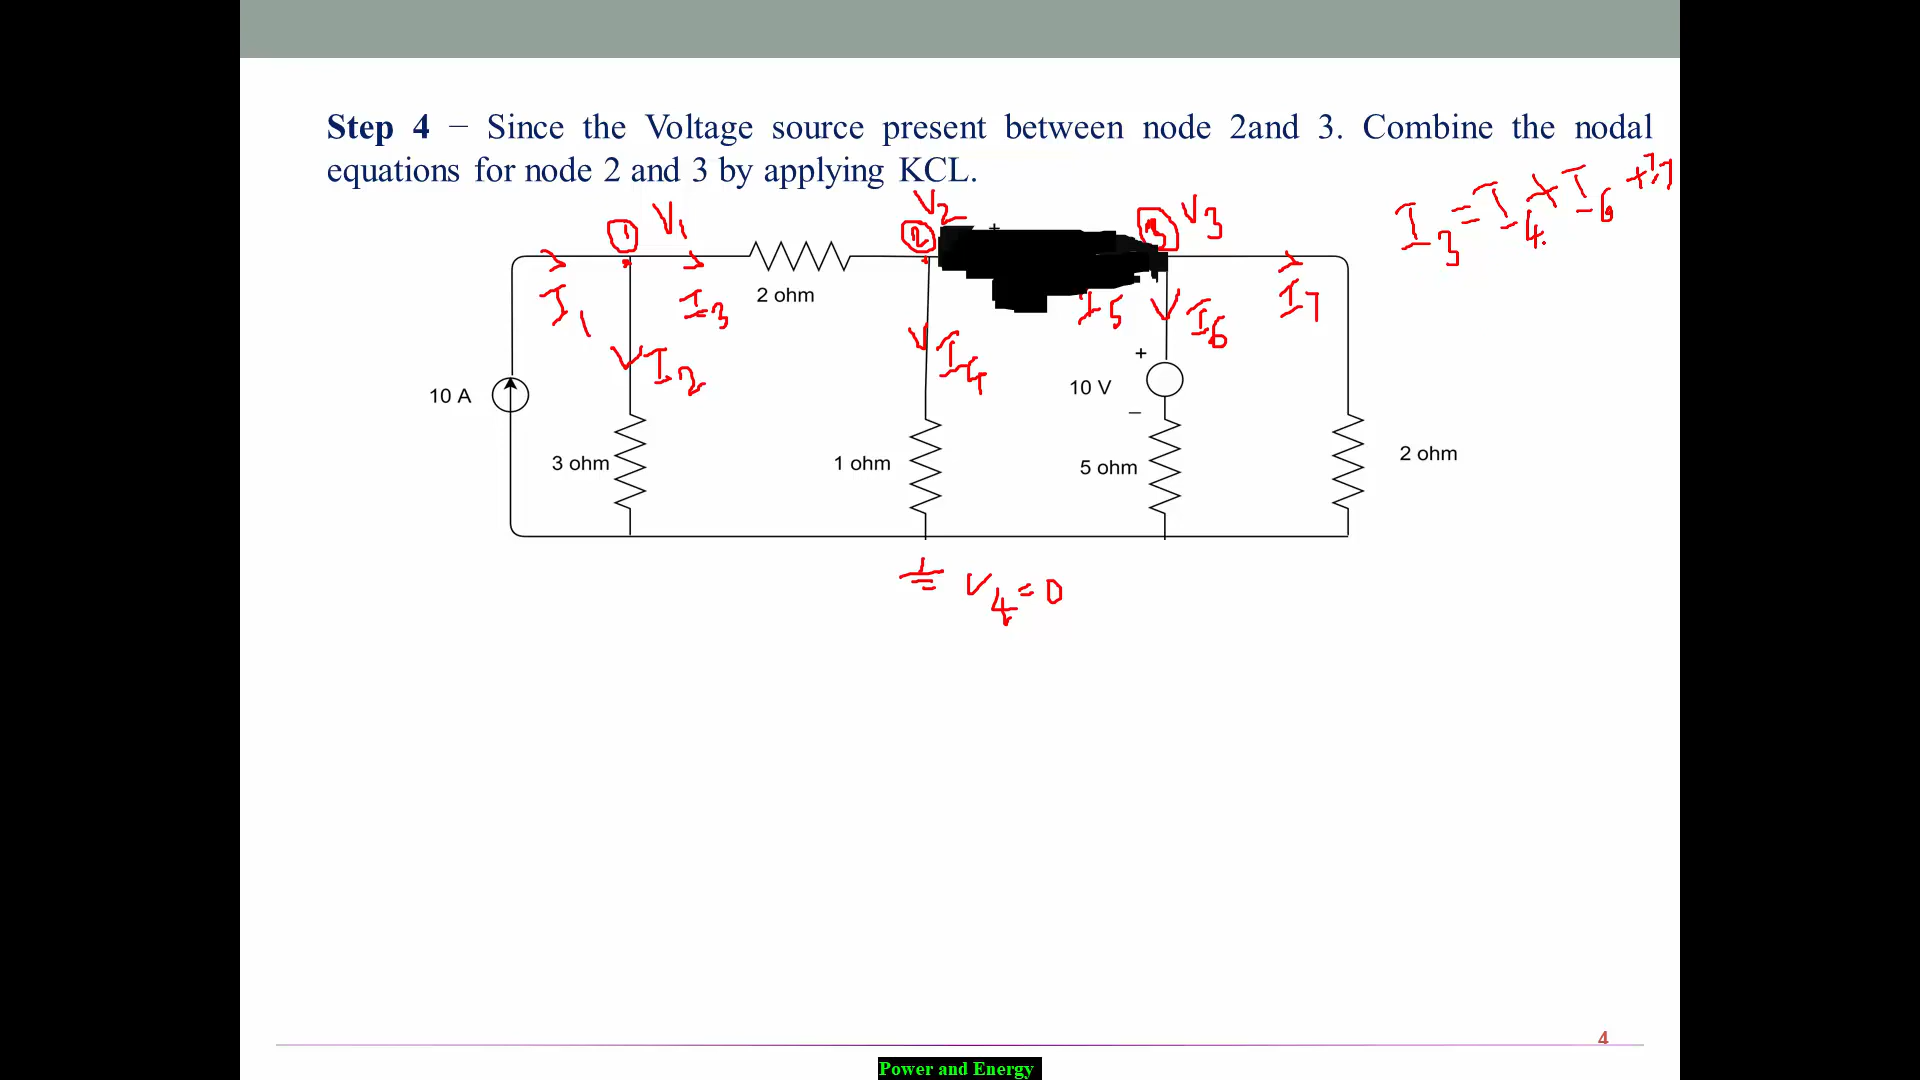 Step 4 − Since the Voltage source present between node 2and 3. Combine the nodal
equations for node 2 and 3 by applying KCL.
I3 = I4 + I6 + I7
1 V1
2 V2
+
3 V3
I1
I3
2 ohm
I5
I6
I7
I2
I4
+
10 A
10 V
−
3 ohm
1 ohm
5 ohm
2 ohm
V4 = 0
4
Power and Energy